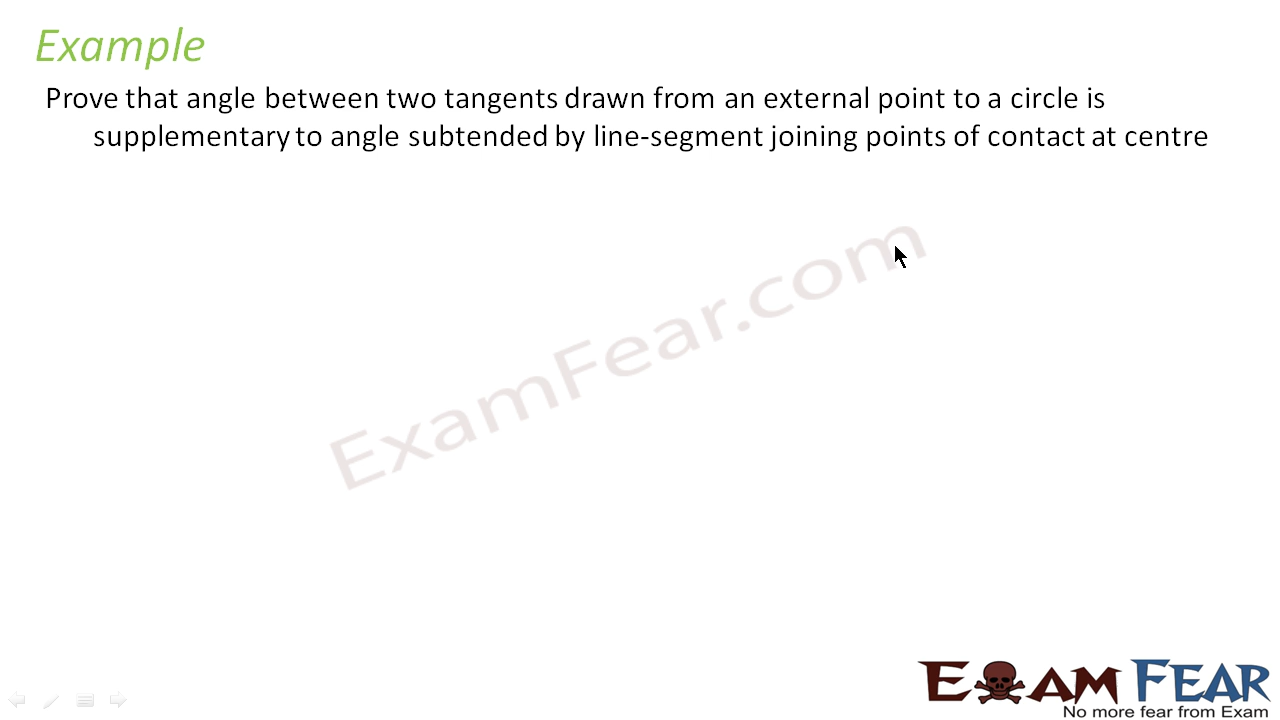 Example
Prove that angle between two tangents drawn from an external point to a circle is
supplementary to angle subtended by line-segment joining points of contact at centre
ExamFear.com
EXAM FEAR
No more fear from Exam